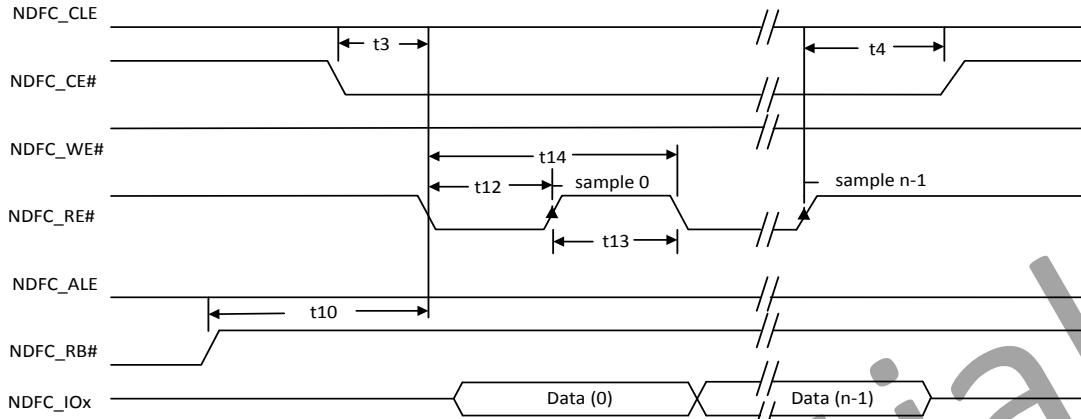 NDFC_CLE
t3
t4
NDFC_CE#
NDFC_WE#
t14
t12
sample 0
sample n-1
NDFC_RE#
t13
NDFC_ALE
t10
NDFC_RB#
NDFC_IOx
Data (0)
Data (n-1)